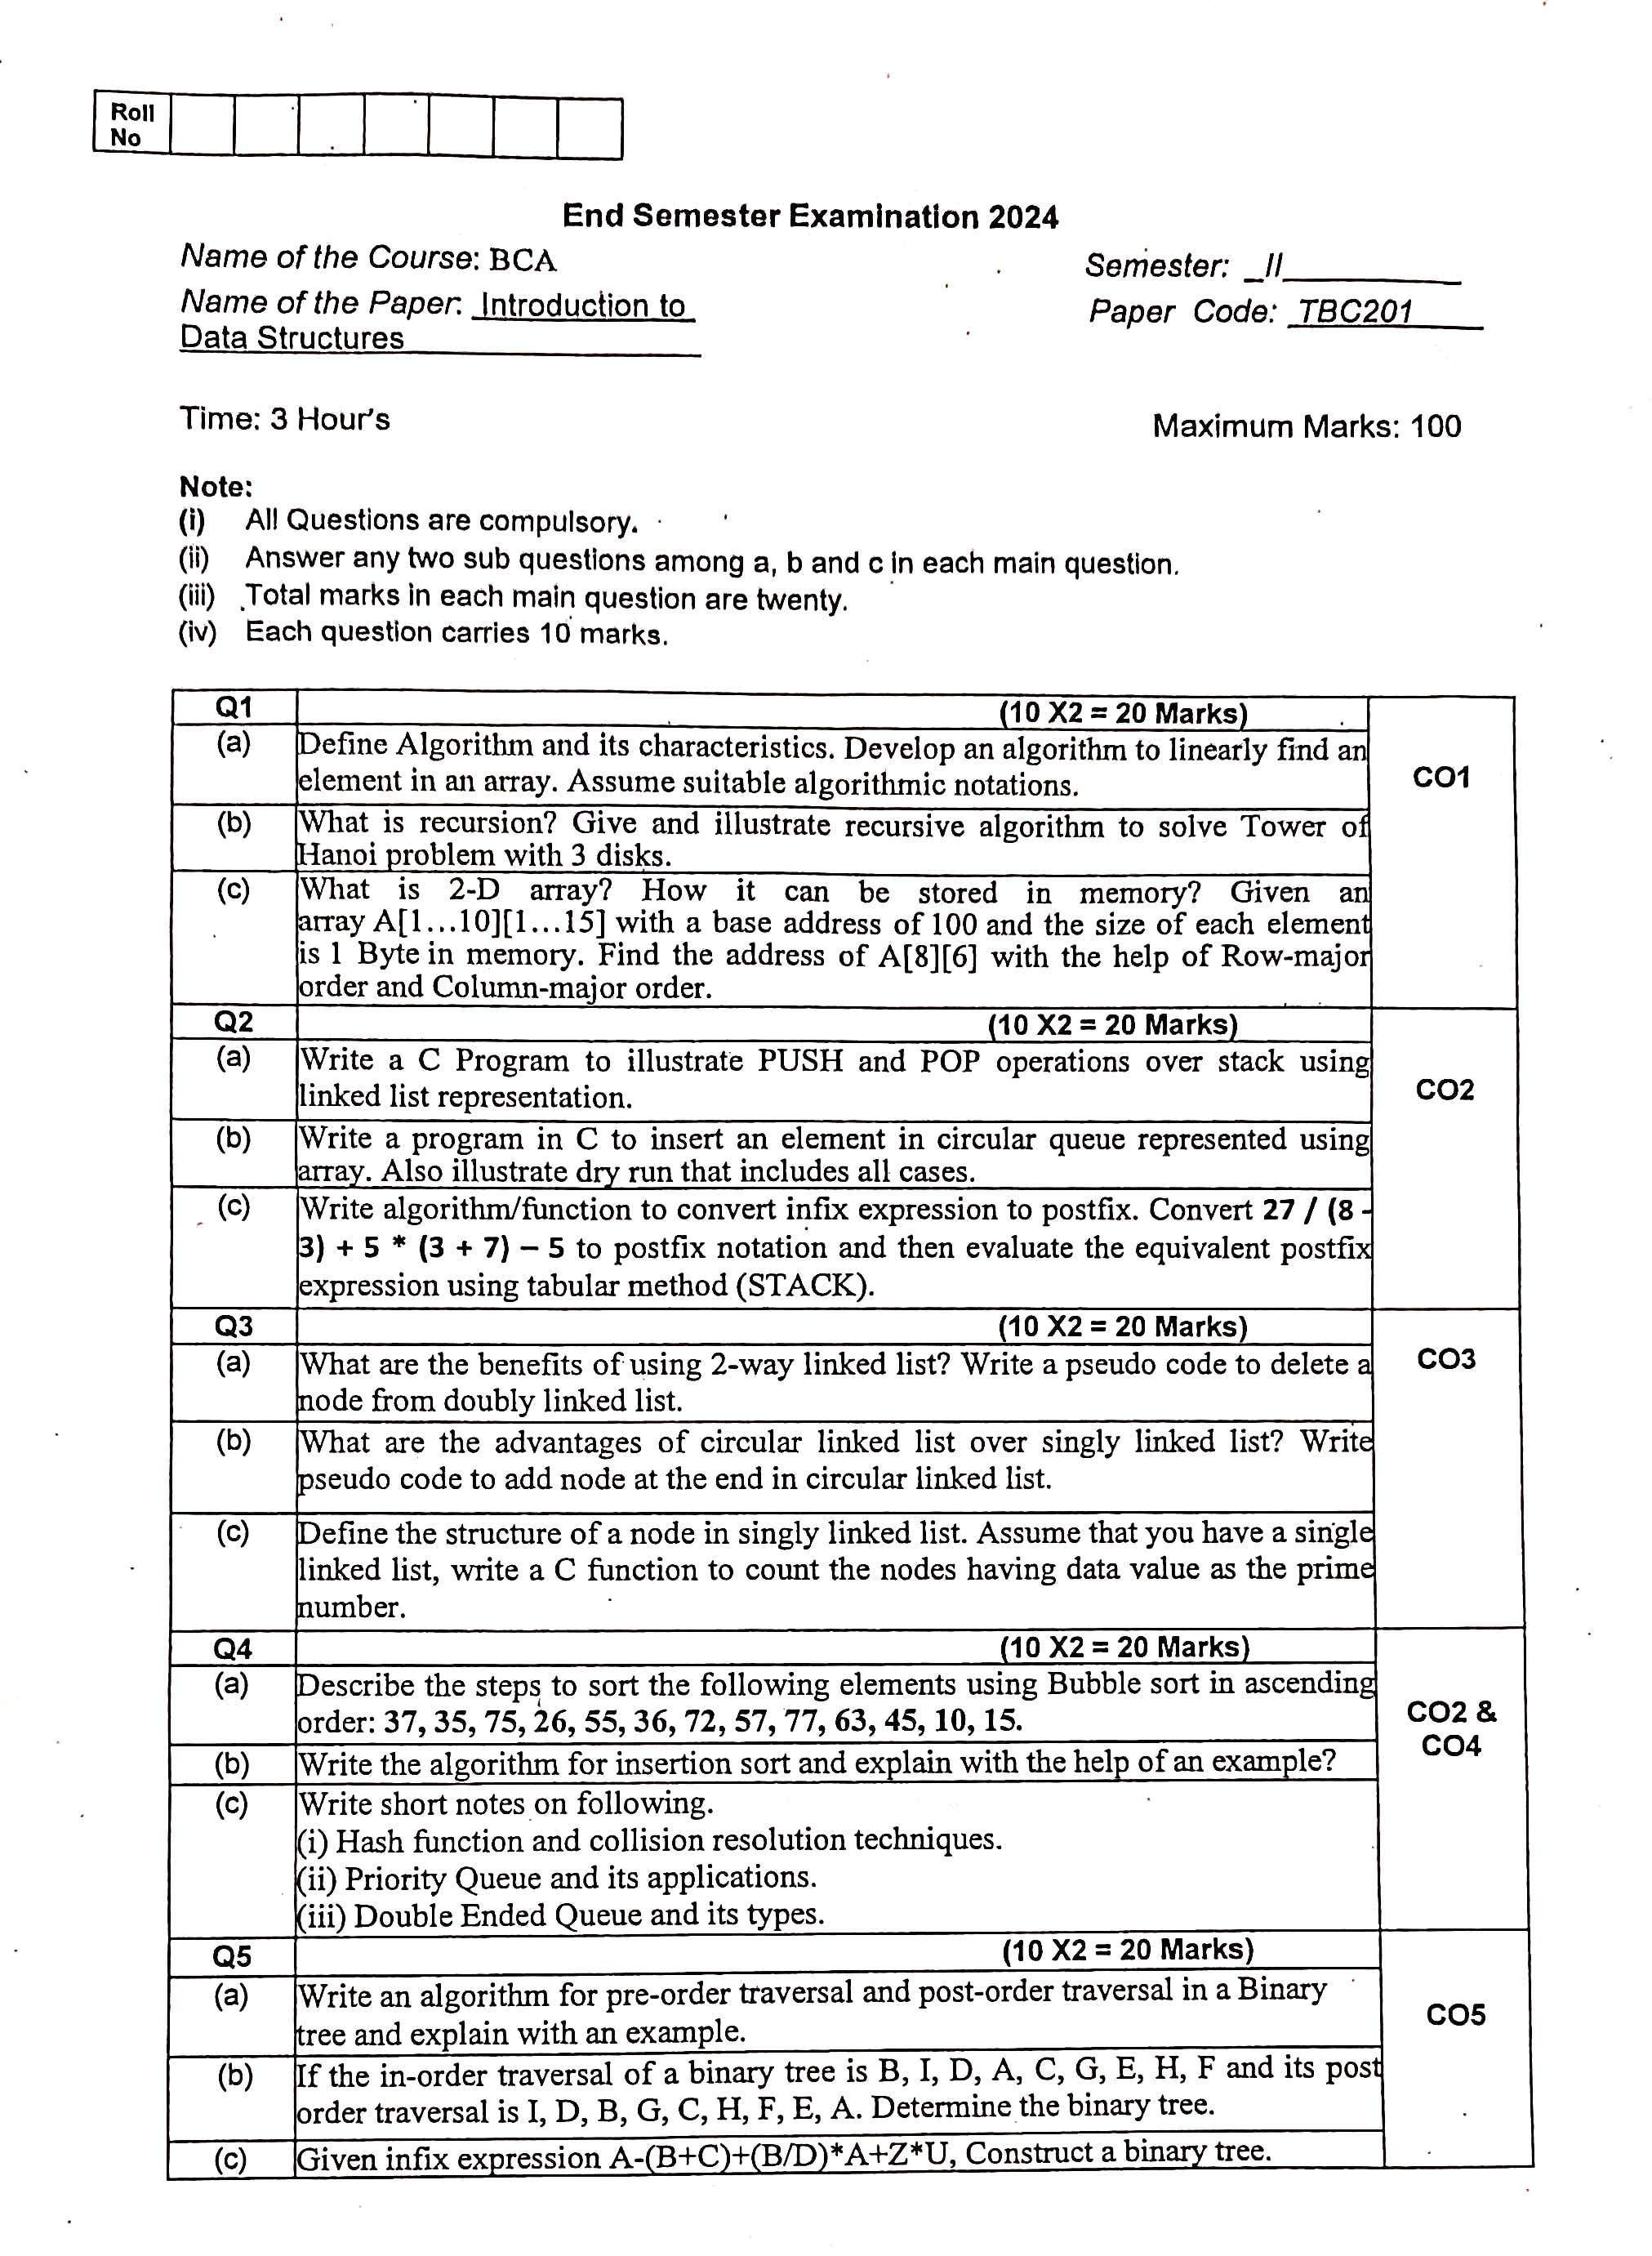 Roll
No
End Semester Examination 2024
Name of the Course: BCA
Semester: _II
Name of the Paper: Introduction to
Paper Code: TBC201
Data Structures
Time: 3 Hour's
Maximum Marks: 100
Note:
(i) All Questions are compulsory.
(ii) Answer any two sub questions among a, b and c in each main question.
(iii) Total marks in each main question are twenty.
(iv) Each question carries 10 marks.
Q1 (10 X2 = 20 Marks)
(a) Define Algorithm and its characteristics. Develop an algorithm to linearly find an
element in an array. Assume suitable algorithmic notations.
CO1
(b) What is recursion? Give and illustrate recursive algorithm to solve Tower of
Hanoi problem with 3 disks.
(c) What is 2-D array? How it can be stored in memory? Given an
array A[1...10][1...15] with a base address of 100 and the size of each element
is 1 Byte in memory. Find the address of A[8][6] with the help of Row-major
order and Column-major order.
Q2 (10 X2 = 20 Marks)
(a) Write a C Program to illustrate PUSH and POP operations over stack using
linked list representation.
CO2
(b) Write a program in C to insert an element in circular queue represented using
array. Also illustrate dry run that includes all cases.
(c) Write algorithm/function to convert infix expression to postfix. Convert 27 / (8 -
3) + 5 * (3 + 7) – 5 to postfix notation and then evaluate the equivalent postfix
expression using tabular method (STACK).
Q3 (10 X2 = 20 Marks)
(a) What are the benefits of using 2-way linked list? Write a pseudo code to delete a
node from doubly linked list.
CO3
(b) What are the advantages of circular linked list over singly linked list? Write
pseudo code to add node at the end in circular linked list.
(c) Define the structure of a node in singly linked list. Assume that you have a single
linked list, write a C function to count the nodes having data value as the prime
number.
Q4 (10 X2 = 20 Marks)
(a) Describe the steps to sort the following elements using Bubble sort in ascending
order: 37, 35, 75, 26, 55, 36, 72, 57, 77, 63, 45, 10, 15.
CO2 &
CO4
(b) Write the algorithm for insertion sort and explain with the help of an example?
(c) Write short notes on following.
(i) Hash function and collision resolution techniques.
(ii) Priority Queue and its applications.
(iii) Double Ended Queue and its types.
Q5 (10 X2 = 20 Marks)
(a) Write an algorithm for pre-order traversal and post-order traversal in a Binary
tree and explain with an example.
CO5
(b) If the in-order traversal of a binary tree is B, I, D, A, C, G, E, H, F and its post
order traversal is I, D, B, G, C, H, F, E, A. Determine the binary tree.
(c) Given infix expression A-(B+C)+(B/D)*A+Z*U, Construct a binary tree.